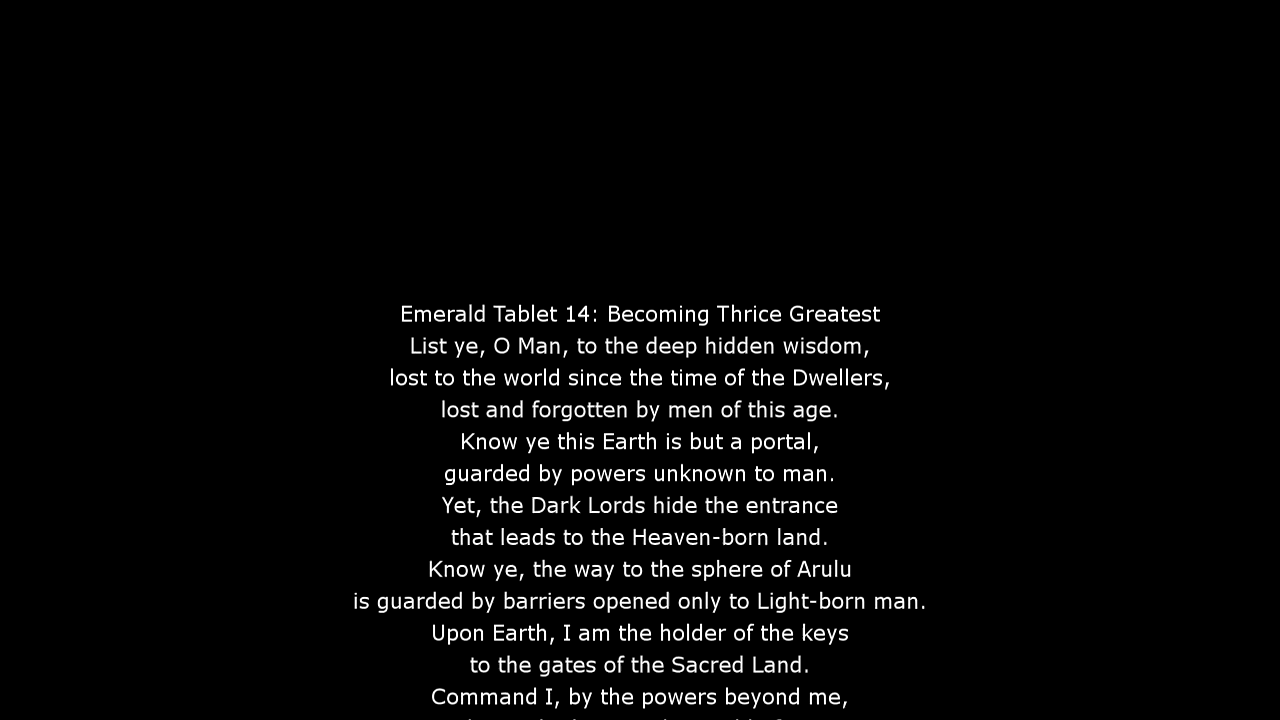 Emerald Tablet 14: Becoming Thrice Greatest
List ye, O Man, to the deep hidden wisdom,
lost to the world since the time of the Dwellers,
lost and forgotten by men of this age.
Know ye this Earth is but a portal,
guarded by powers unknown to man.
Yet, the Dark Lords hide the entrance
that leads to the Heaven-born land.
Know ye, the way to the sphere of Arulu
is guarded by barriers opened only to Light-born man.
Upon Earth, I am the holder of the keys
to the gates of the Sacred Land.
Command I, by the powers beyond me,